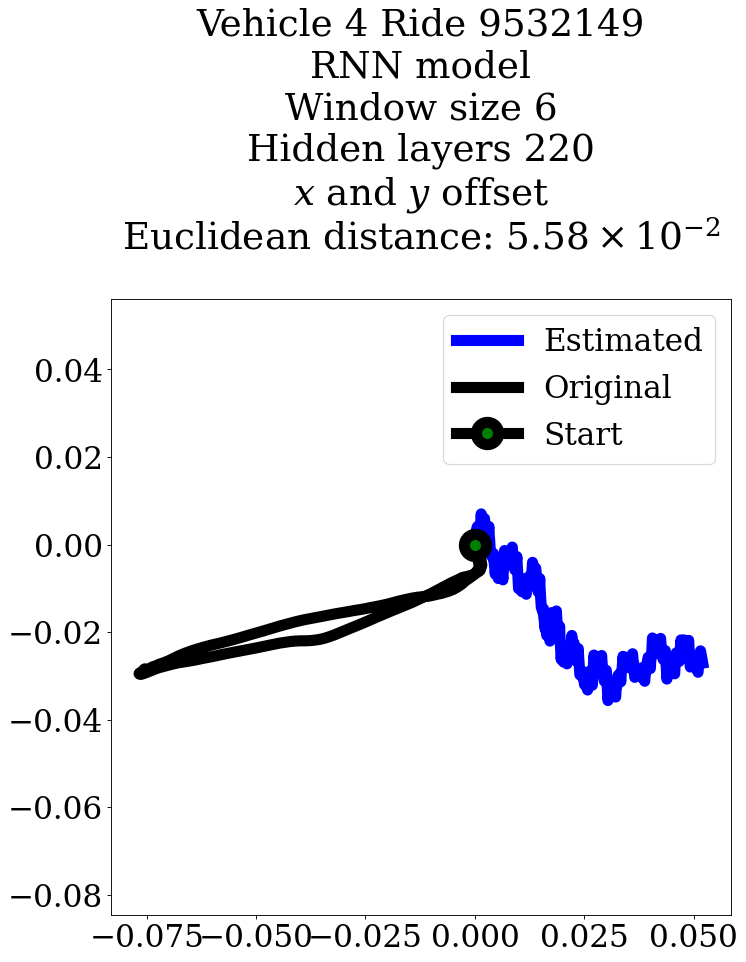 Vehicle 4 Ride 9532149
RNN model
Window size 6
Hidden layers 220
x and y offset
Euclidean distance: 5.58 × 10⁻²
Estimated
Original
Start
0.04
0.02
0.00
−0.02
−0.04
−0.06
−0.08
−0.075 −0.050 −0.025 0.000 0.025 0.050